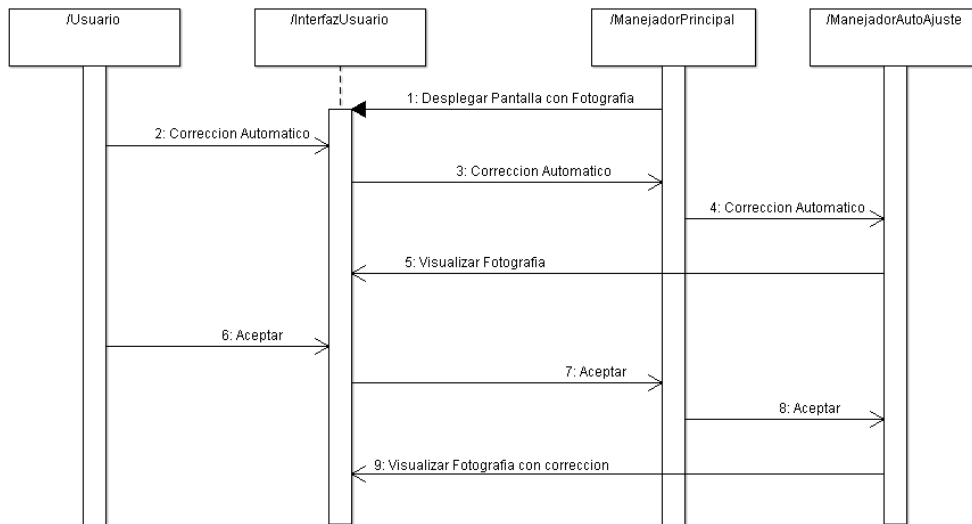 /Usuario
/InterfazUsuario
/ManejadorPrincipal
/ManejadorAutoAjuste
1: Desplegar Pantalla con Fotografia
2: Correccion Automatico
3: Correccion Automatico
4: Correccion Automatico
5: Visualizar Fotografia
6: Aceptar
7: Aceptar
8: Aceptar
9: Visualizar Fotografia con correccion